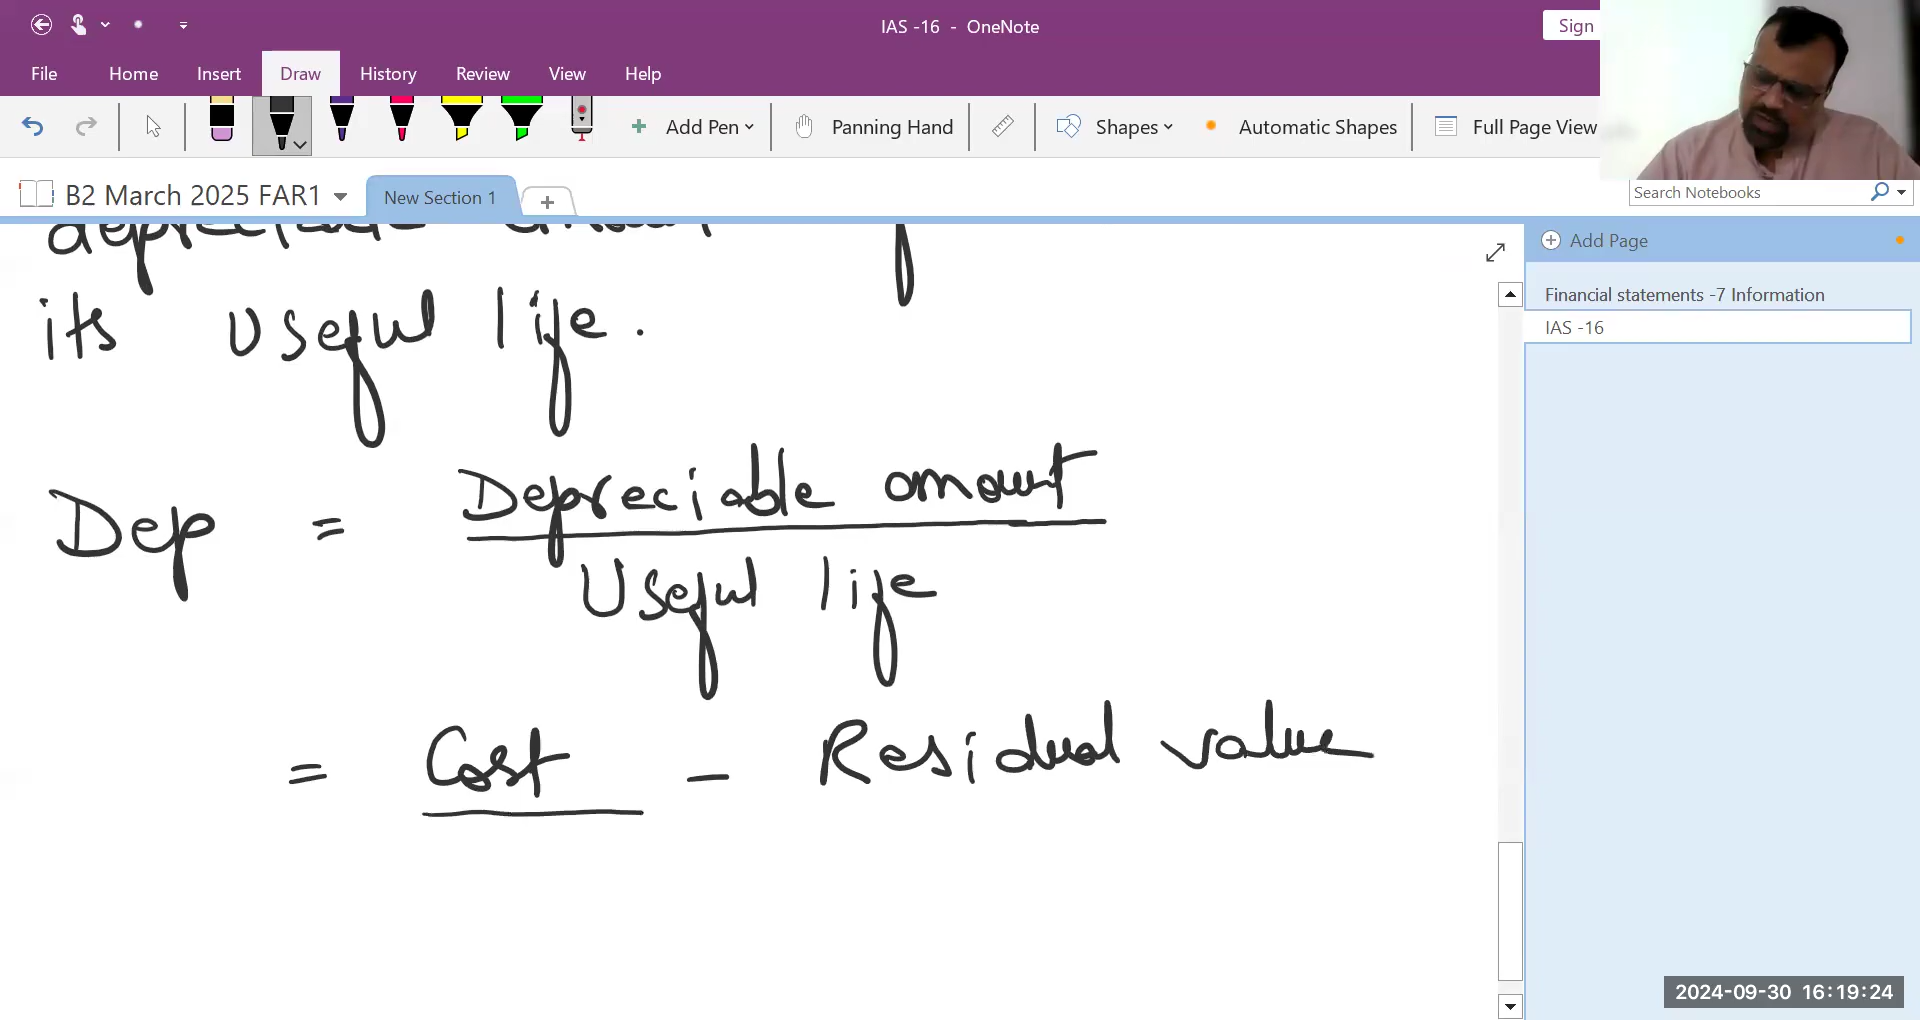 IAS -16 - OneNote
Sign
File Home Insert Draw History Review View Help
Add Pen Panning Hand Shapes Automatic Shapes Full Page View
B2 March 2025 FAR1 New Section 1
Search Notebooks
Add Page
Financial statements -7 Information
IAS -16
its useful life.
Dep = Depreciable amount
Useful life
= Cost - Residual value
2024-09-30 16:19:24